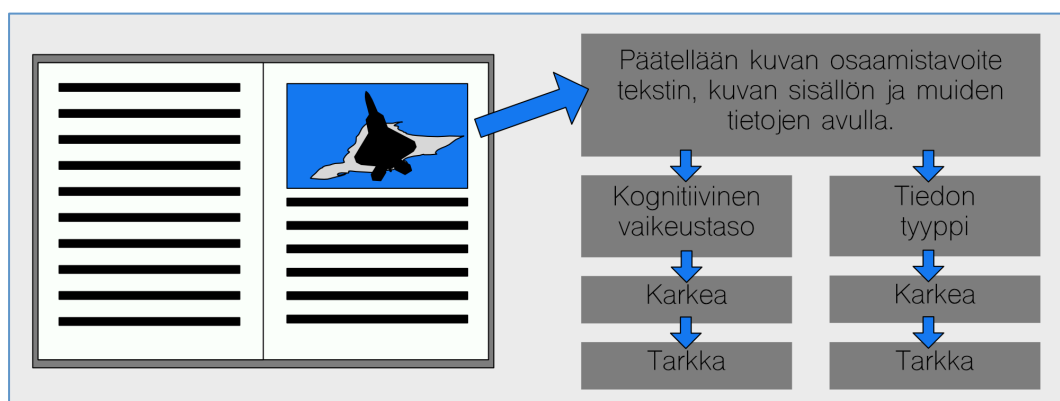 Päätellään kuvan osaamistavoite
tekstin, kuvan sisällön ja muiden
tietojen avulla.
Kognitiivinen
vaikeustaso
Karkea
Tarkka
Tiedon
tyyppi
Karkea
Tarkka